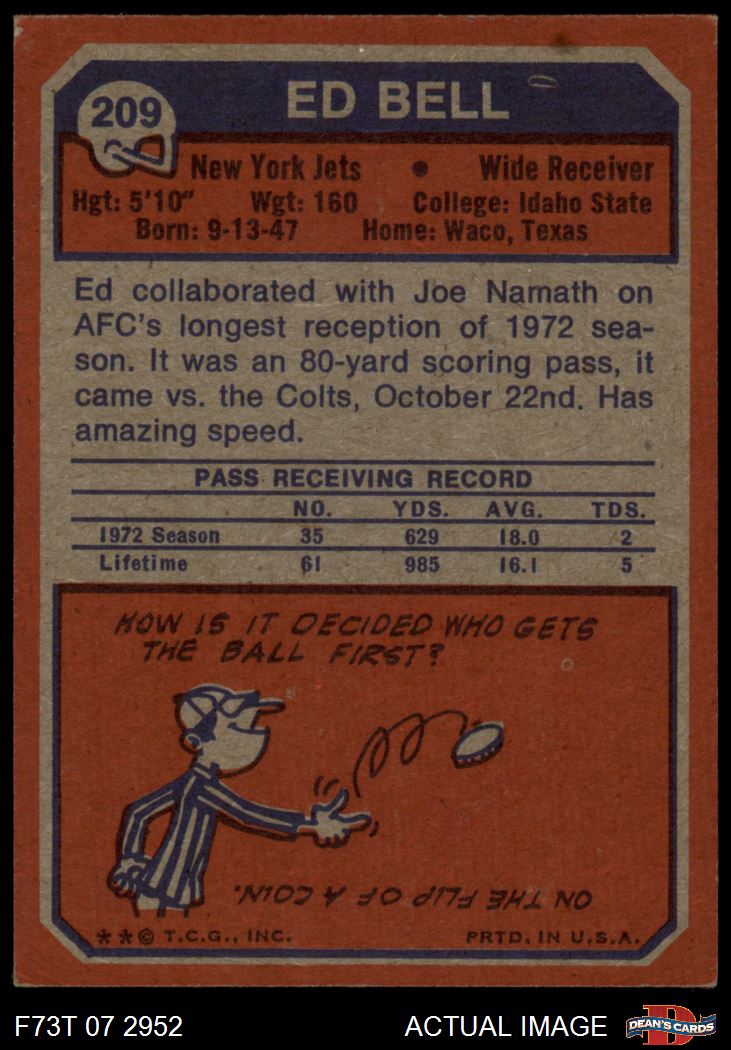 209
ED BELL
New York Jets • Wide Receiver
Hgt: 5'10" Wgt: 160 College: Idaho State
Born: 9-13-47 Home: Waco, Texas
Ed collaborated with Joe Namath on
AFC's longest reception of 1972 sea-
son. It was an 80-yard scoring pass, it
came vs. the Colts, October 22nd. Has
amazing speed.
PASS RECEIVING RECORD
NO. YDS. AVG. TDS.
1972 Season 35 629 18.0 2
Lifetime 61 985 16.1 5
HOW IS IT DECIDED WHO GETS
THE BALL FIRST?
ON THE FLIP OF A COIN.
**© T.C.G., INC. PRTD. IN U.S.A.
F73T 07 2952 ACTUAL IMAGE
DEAN'S CARDS